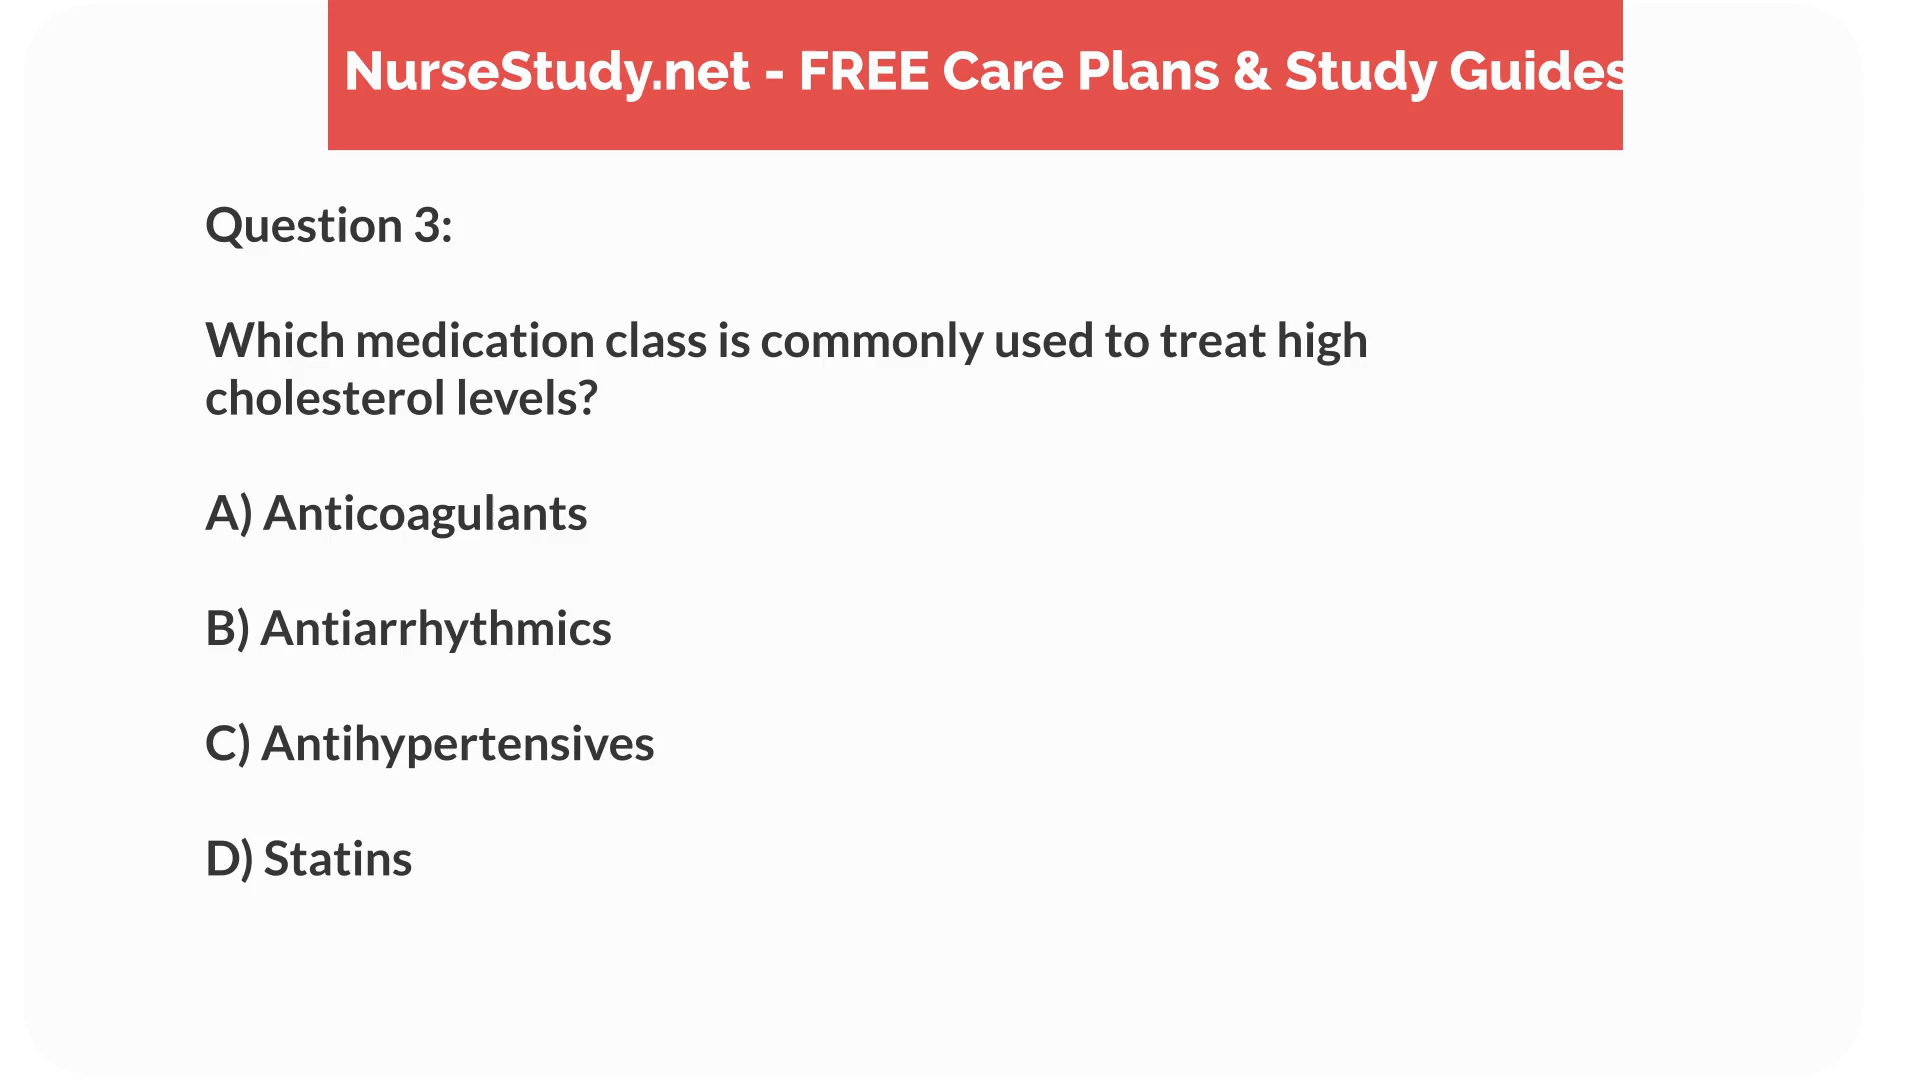 NurseStudy.net - FREE Care Plans & Study Guides
Question 3:
Which medication class is commonly used to treat high
cholesterol levels?
A) Anticoagulants
B) Antiarrhythmics
C) Antihypertensives
D) Statins